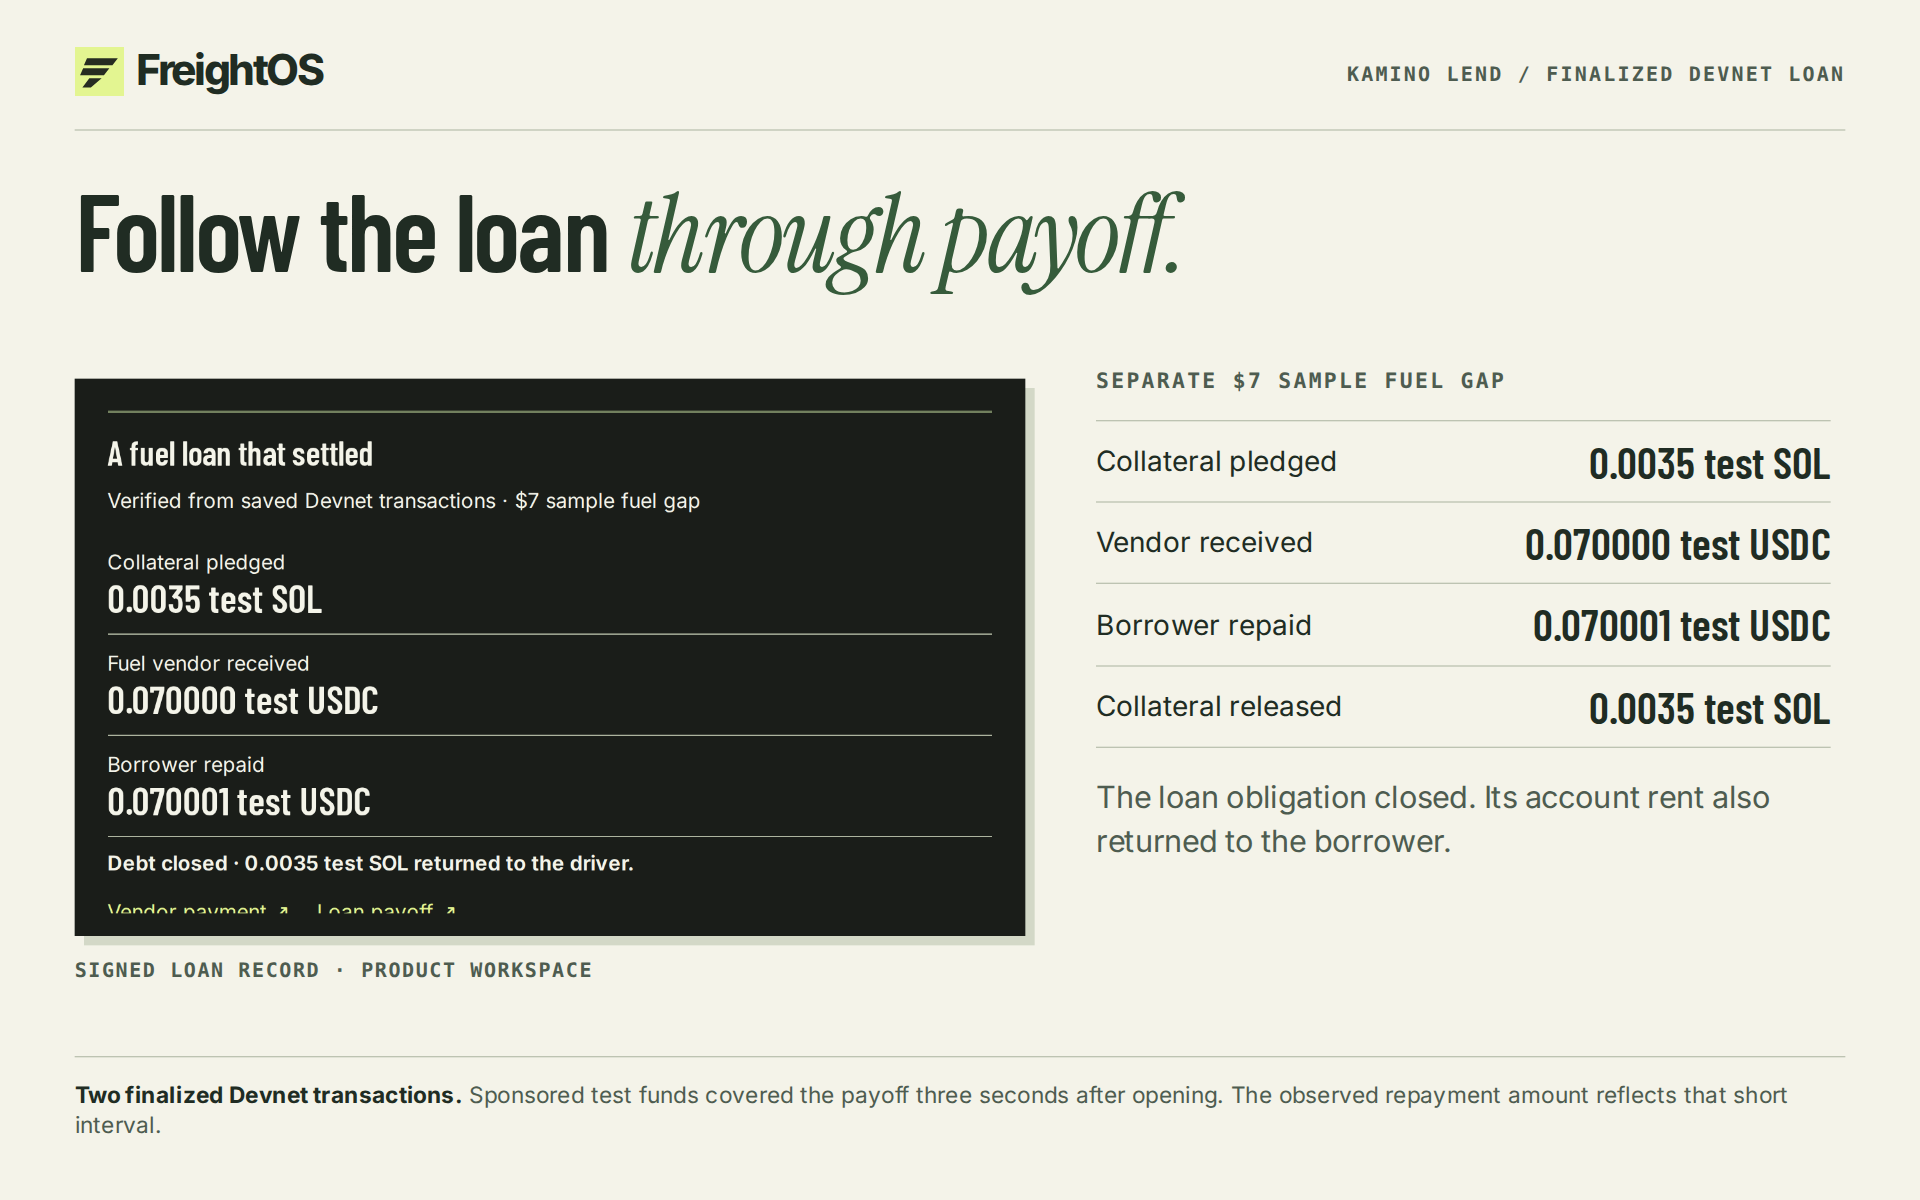 FreightOS
KAMINO LEND / FINALIZED DEVNET LOAN
Follow the loan through payoff.
A fuel loan that settled
Verified from saved Devnet transactions · $7 sample fuel gap
Collateral pledged
0.0035 test SOL
Fuel vendor received
0.070000 test USDC
Borrower repaid
0.070001 test USDC
Debt closed · 0.0035 test SOL returned to the driver.
Vendor payment ↗ Loan payoff ↗
SIGNED LOAN RECORD · PRODUCT WORKSPACE
SEPARATE $7 SAMPLE FUEL GAP
Collateral pledged 0.0035 test SOL
Vendor received 0.070000 test USDC
Borrower repaid 0.070001 test USDC
Collateral released 0.0035 test SOL
The loan obligation closed. Its account rent also
returned to the borrower.
Two finalized Devnet transactions. Sponsored test funds covered the payoff three seconds after opening. The observed repayment amount reflects that short
interval.